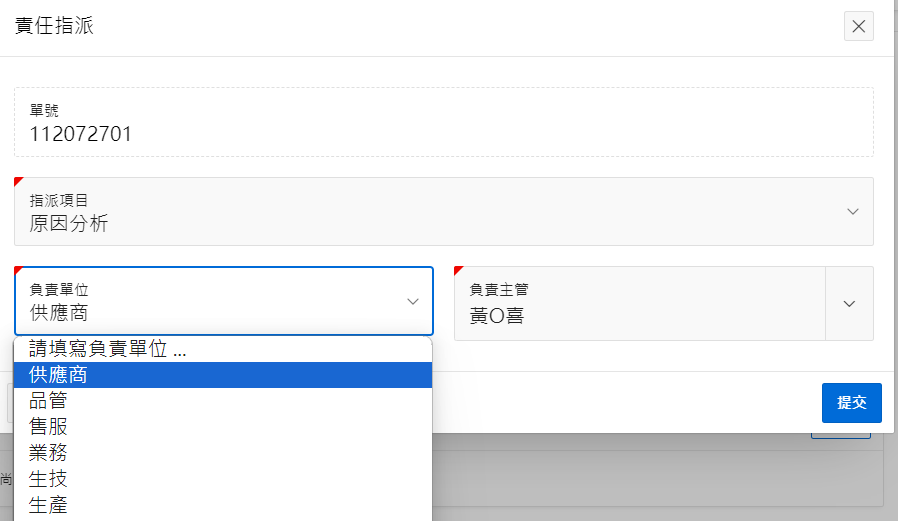 責任指派
單號
112072701
指派項目
原因分析
負責單位
供應商
負責主管
黃O喜
請填寫負責單位 ...
供應商
品管
售服
業務
生技
生產
提交
尚